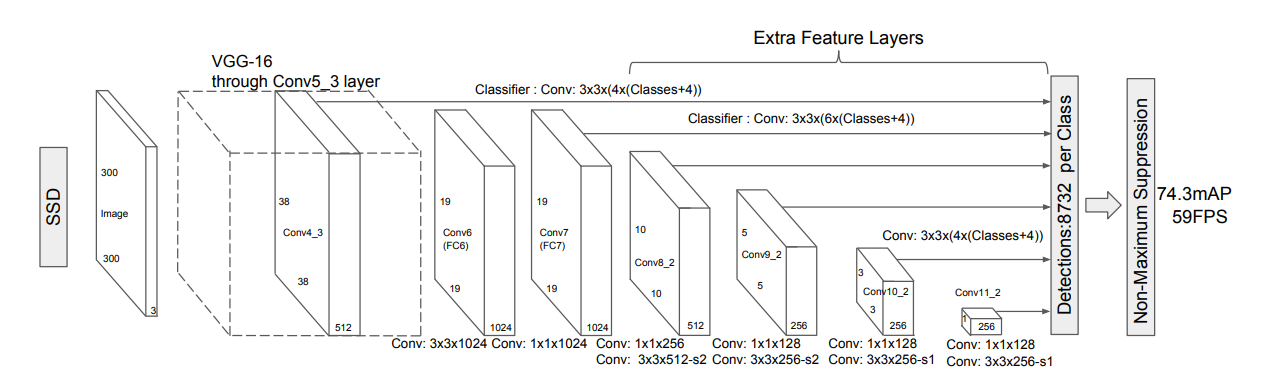 Extra Feature Layers
VGG-16
through Conv5_3 layer
Classifier : Conv: 3x3x(4x(Classes+4))
Classifier : Conv: 3x3x(6x(Classes+4))
SSD
300
Image
300
3
38
Conv4_3
38
512
19
Conv6
(FC6)
19
1024
19
Conv7
(FC7)
19
1024
10
Conv8_2
10
512
5
Conv9_2
5
256
Conv: 3x3x(4x(Classes+4))
3
Conv10_2
3
256
Conv11_2
1
256
Detections:8732 per Class
Non-Maximum Suppression
74.3mAP
59FPS
Conv: 3x3x1024
Conv: 1x1x1024
Conv: 1x1x256
Conv: 3x3x512-s2
Conv: 1x1x128
Conv: 3x3x256-s2
Conv: 1x1x128
Conv: 3x3x256-s1
Conv: 1x1x128
Conv: 3x3x256-s1